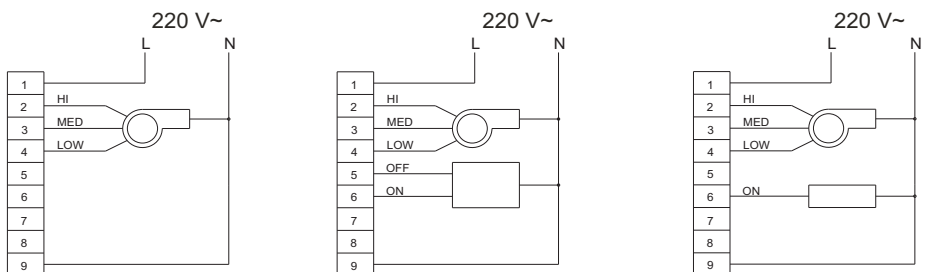 220 V~
L N
1
2 HI
3 MED
4 LOW
5
6
7
8
9
220 V~
L N
1
2 HI
3 MED
4 LOW
5 OFF
6 ON
7
8
9
220 V~
L N
1
2 HI
3 MED
4 LOW
5
6 ON
7
8
9